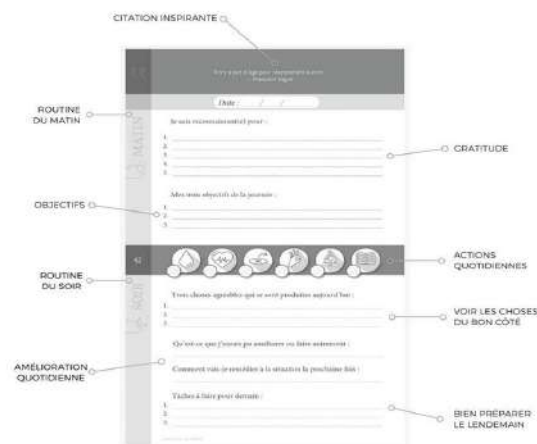 CITATION INSPIRANTE
Date : / /
ROUTINE
DU MATIN
MATIN
Je suis reconnaissant(e) pour :
1.
2.
3.
4.
5.
GRATITUDE
Mes trois objectifs de la journée :
1.
2.
3.
OBJECTIFS
ACTIONS
QUOTIDIENNES
ROUTINE
DU SOIR
SOIR
Trois choses agréables qui se sont produites aujourd'hui :
1.
2.
3.
VOIR LES CHOSES
DU BON CÔTÉ
Qu'est-ce que j'aurais pu améliorer ou faire autrement :
AMÉLIORATION
QUOTIDIENNE
Comment vais-je remédier à la situation la prochaine fois :
Tâches à faire pour demain :
1.
2.
3.
BIEN PRÉPARER
LE LENDEMAIN